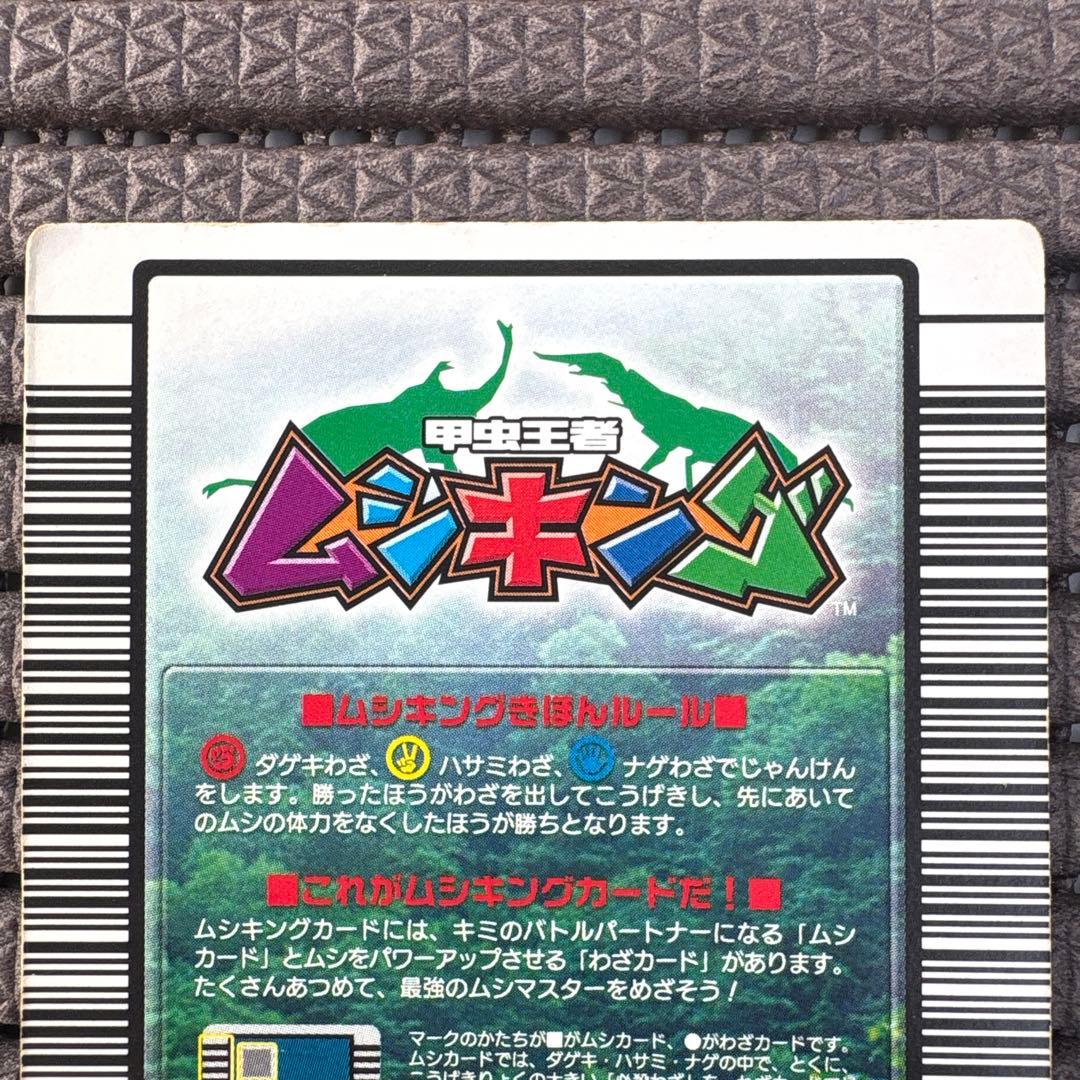 甲虫王者
ムシキング
TM
■ムシキングきほんルール■
ダゲキわざ、 ハサミわざ、 ナゲわざでじゃんけん
をします。勝ったほうがわざを出してこうげきし、先にあいて
のムシの体力をなくしたほうが勝ちとなります。
■これがムシキングカードだ！■
ムシキングカードには、キミのバトルパートナーになる「ムシ
カード」とムシをパワーアップさせる「わざカード」があります。
たくさんあつめて、最強のムシマスターをめざそう！
マークのかたちが■がムシカード、●がわざカードです。
ムシカードでは、ダゲキ・ハサミ・ナゲの中で、とくに、